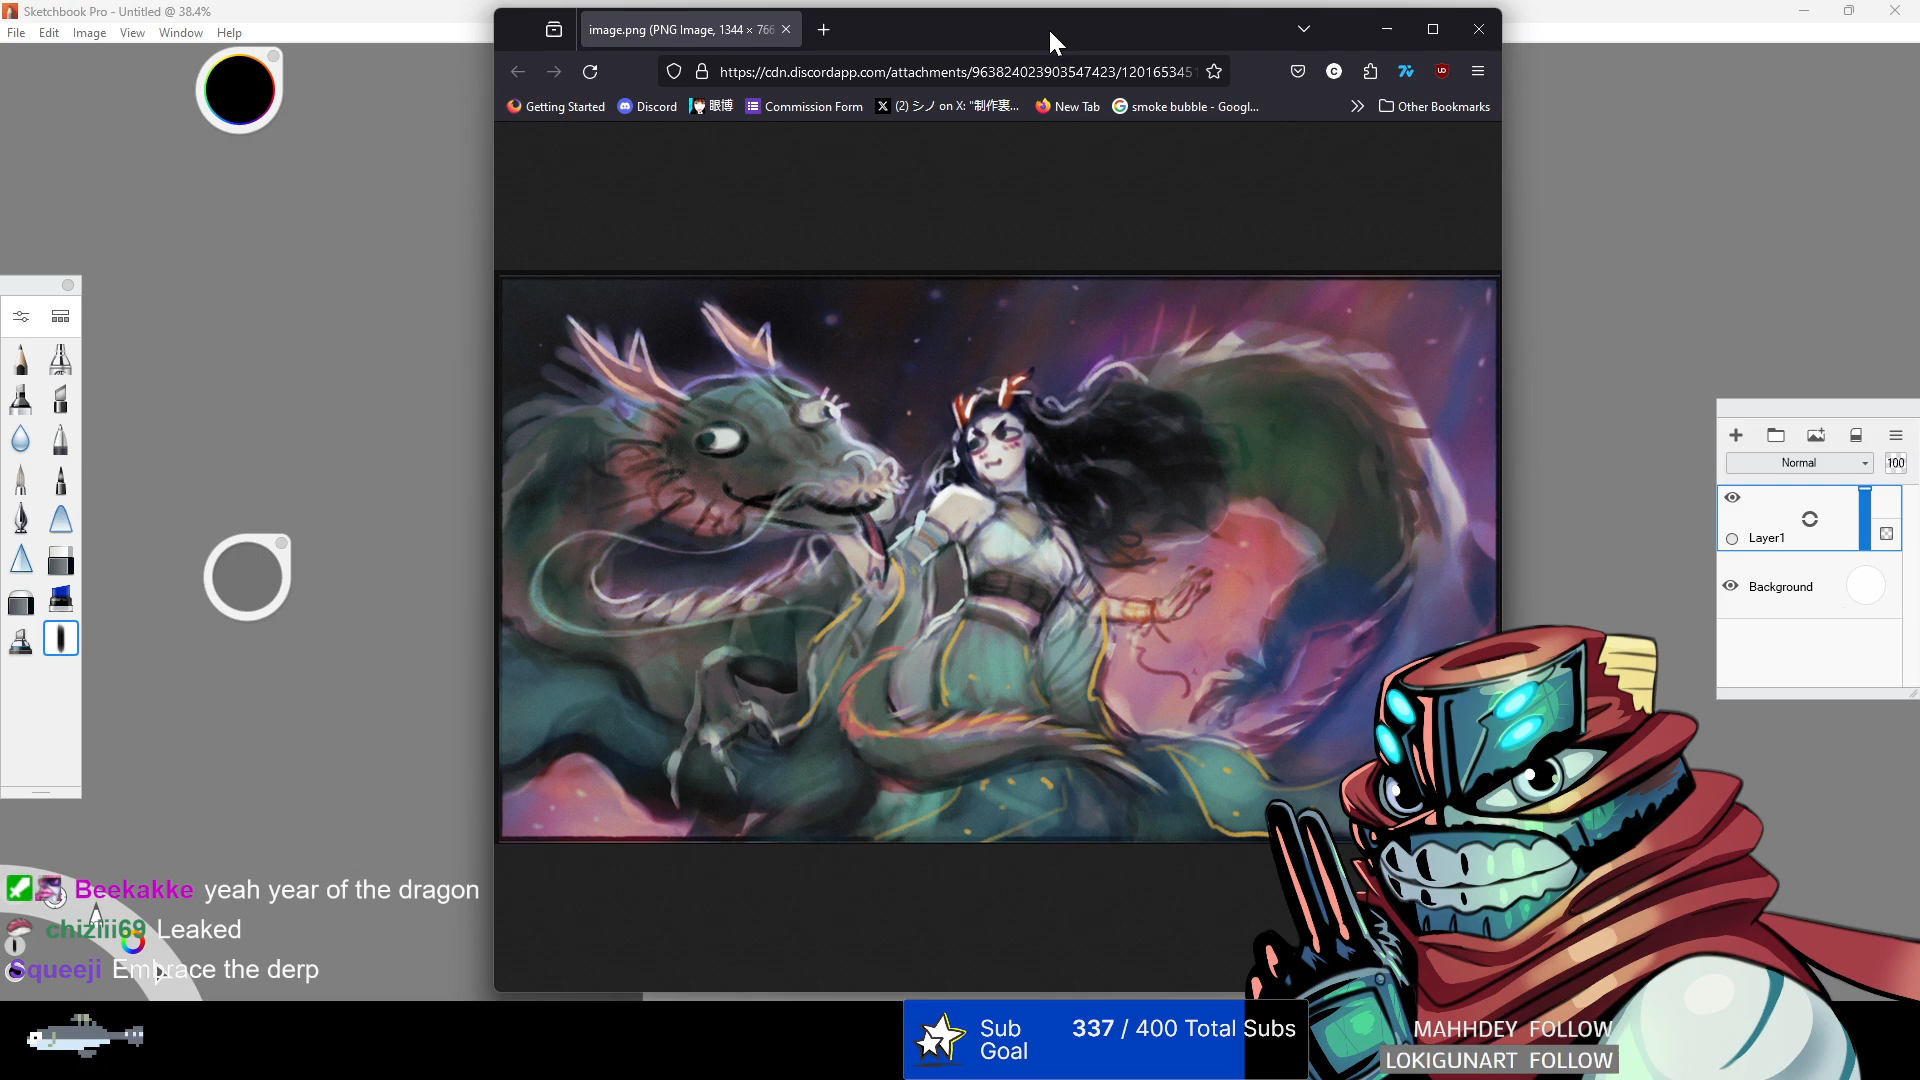 Sketchbook Pro - Untitled @ 38.4%
File Edit Image View Window Help
image.png (PNG Image, 1344 × 766
https://cdn.discordapp.com/attachments/963824023903547423/1201653451
Getting Started Discord 眼博 Commission Form (2) シノ on X: "制作裏... New Tab smoke bubble - Googl... Other Bookmarks
Normal 100
Layer1
Background
Beekakke yeah year of the dragon
chizlii69 Leaked
Squeeji Embrace the derp
Sub Goal 337 / 400 Total Subs
MAHHDEY FOLLOW
LOKIGUNART FOLLOW